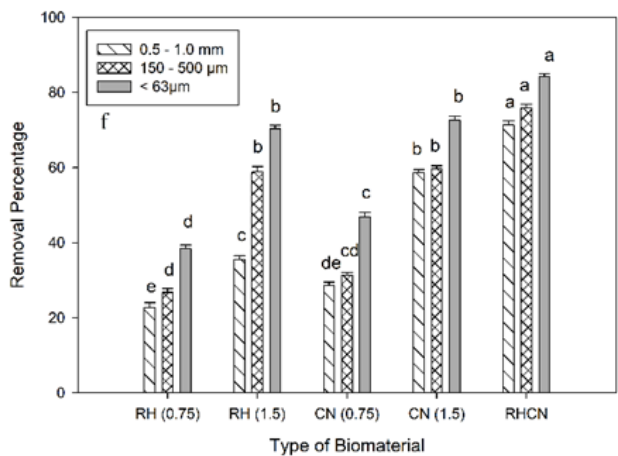 100
80
60
40
20
0
Removal Percentage
0.5 - 1.0 mm
150 - 500 µm
< 63µm
f
e
d
d
c
b
b
de
cd
c
b
b
b
a
a
a
RH (0.75)
RH (1.5)
CN (0.75)
CN (1.5)
RHCN
Type of Biomaterial